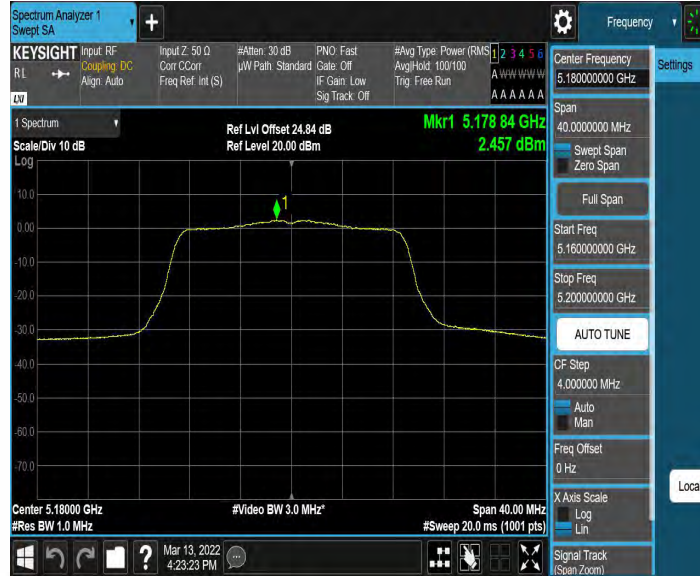 Spectrum Analyzer 1
Swept SA
+
Frequency
KEYSIGHT
RL
LXI
Input: RF
Coupling: DC
Align: Auto
Input Z: 50 Ω
Corr CCorr
Freq Ref: Int (S)
#Atten: 30 dB
µW Path: Standard
PNO: Fast
Gate: Off
IF Gain: Low
Sig Track: Off
#Avg Type: Power (RMS
Avg|Hold: 100/100
Trig: Free Run
1 2 3 4 5 6
A W W W W W
A A A A A A
1 Spectrum
Scale/Div 10 dB
Ref Lvl Offset 24.84 dB
Ref Level 20.00 dBm
Mkr1 5.178 84 GHz
2.457 dBm
Log
10.0
0.00
-10.0
-20.0
-30.0
-40.0
-50.0
-60.0
-70.0
1
Center 5.18000 GHz
#Res BW 1.0 MHz
#Video BW 3.0 MHz*
Span 40.00 MHz
#Sweep 20.0 ms (1001 pts)
?
Mar 13, 2022
4:23:23 PM
Center Frequency
5.180000000 GHz
Span
40.0000000 MHz
Swept Span
Zero Span
Full Span
Start Freq
5.160000000 GHz
Stop Freq
5.200000000 GHz
AUTO TUNE
CF Step
4.000000 MHz
Auto
Man
Freq Offset
0 Hz
X Axis Scale
Log
Lin
Signal Track
(Span Zoom)
Settings
Loca